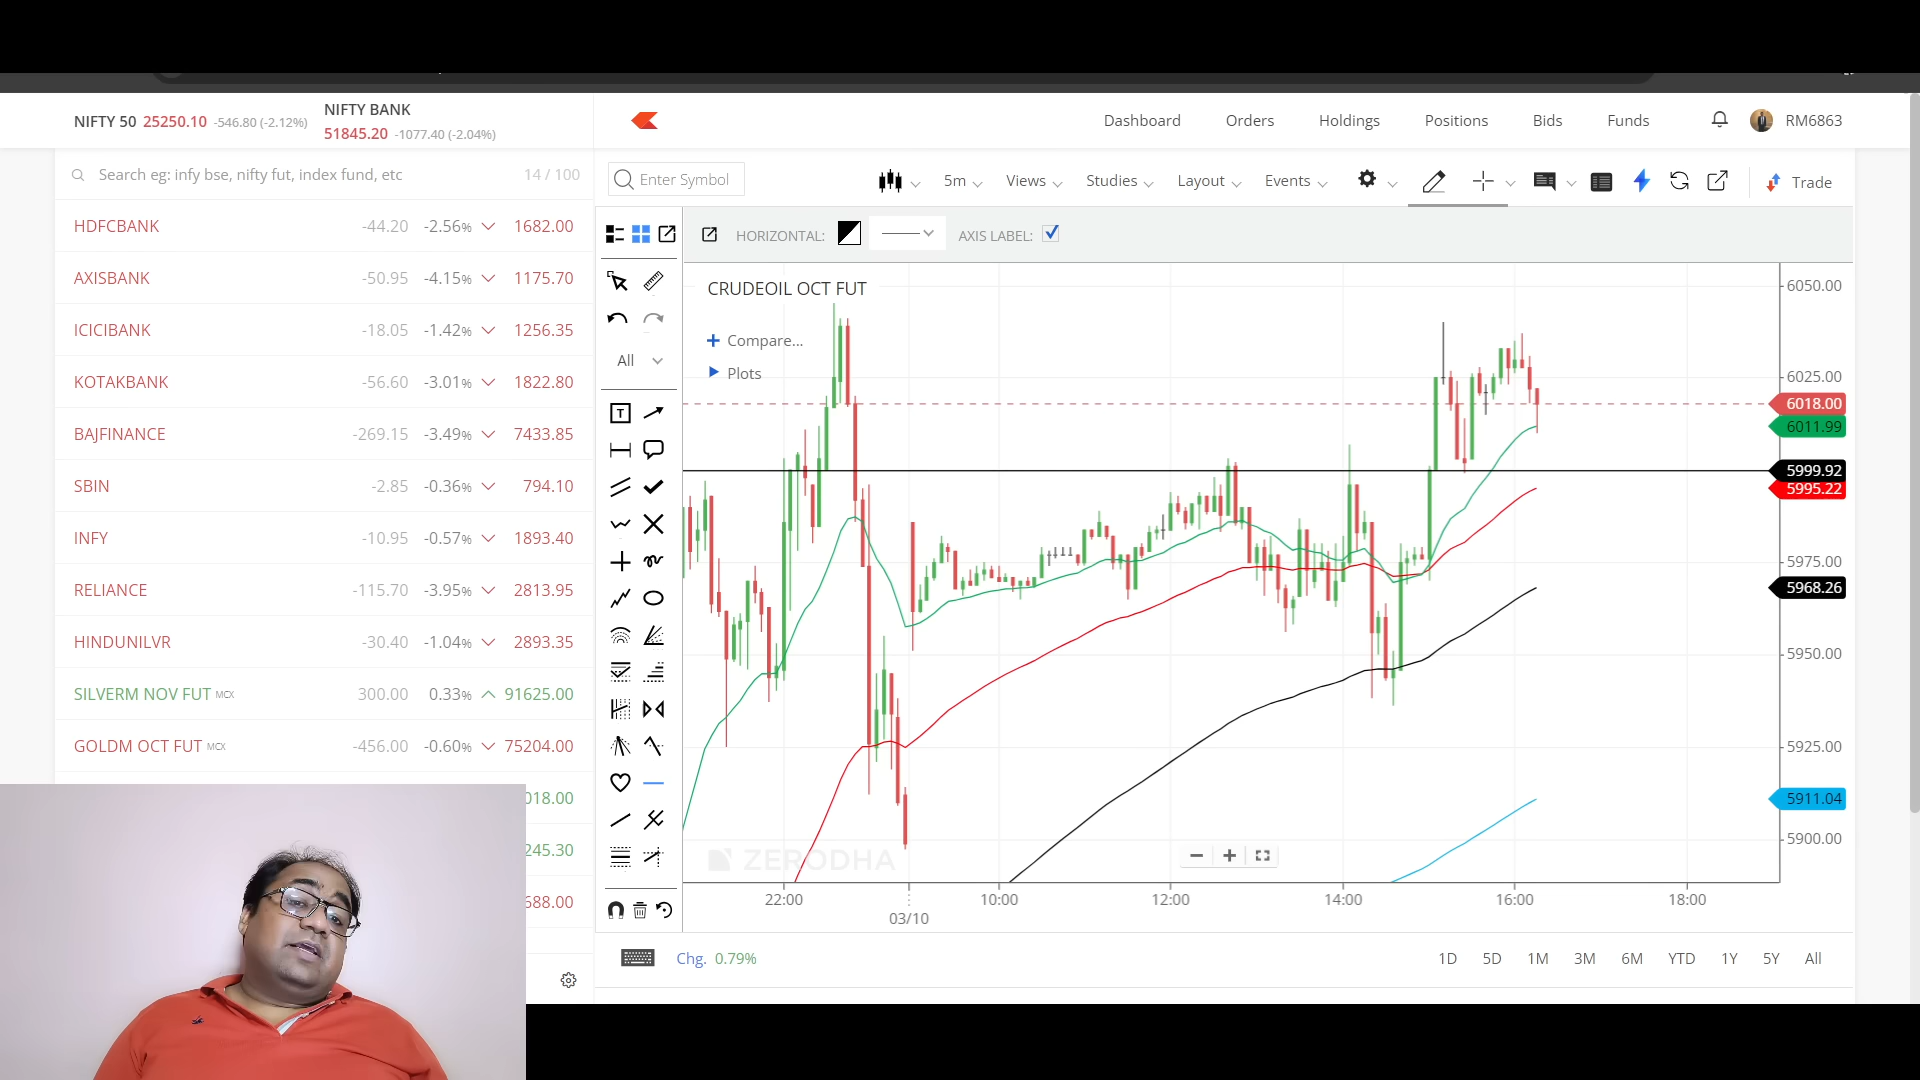 NIFTY 50 25250.10 -546.80 (-2.12%)
NIFTY BANK
51845.20 -1077.40 (-2.04%)
Dashboard Orders Holdings Positions Bids Funds RM6863
Search eg: infy bse, nifty fut, index fund, etc 14 / 100
HDFCBANK -44.20 -2.56% 1682.00
AXISBANK -50.95 -4.15% 1175.70
ICICIBANK -18.05 -1.42% 1256.35
KOTAKBANK -56.60 -3.01% 1822.80
BAJFINANCE -269.15 -3.49% 7433.85
SBIN -2.85 -0.36% 794.10
INFY -10.95 -0.57% 1893.40
RELIANCE -115.70 -3.95% 2813.95
HINDUNILVR -30.40 -1.04% 2893.35
SILVERM NOV FUT MCX 300.00 0.33% 91625.00
GOLDM OCT FUT MCX -456.00 -0.60% 75204.00
018.00
245.30
688.00
Enter Symbol 5m Views Studies Layout Events Trade
HORIZONTAL: AXIS LABEL:
All
T
CRUDEOIL OCT FUT
Compare...
Plots
6050.00
6025.00
6018.00
6011.99
5999.92
5995.22
5975.00
5968.26
5950.00
5925.00
5911.04
5900.00
ZERODHA
22:00 10:00 12:00 14:00 16:00 18:00
03/10
Chg. 0.79% 1D 5D 1M 3M 6M YTD 1Y 5Y All